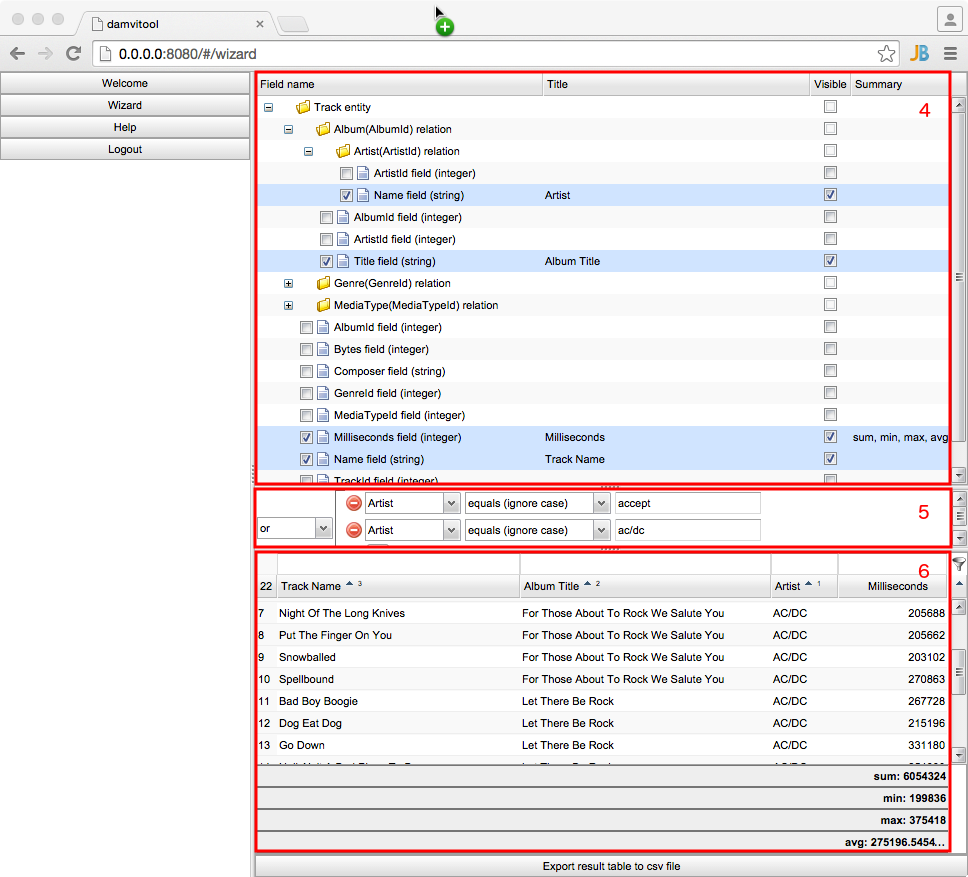 damvitool
0.0.0.0:8080/#/wizard
JB
Welcome
Wizard
Help
Logout
Field name Title Visible Summary
4
Track entity
Album(AlbumId) relation
Artist(ArtistId) relation
ArtistId field (integer)
Name field (string) Artist
AlbumId field (integer)
ArtistId field (integer)
Title field (string) Album Title
Genre(GenreId) relation
MediaType(MediaTypeId) relation
AlbumId field (integer)
Bytes field (integer)
Composer field (string)
GenreId field (integer)
MediaTypeId field (integer)
Milliseconds field (integer) Milliseconds sum, min, max, avg
Name field (string) Track Name
TrackId field (integer)
5
or
Artist equals (ignore case) accept
Artist equals (ignore case) ac/dc
6
22 Track Name 3 Album Title 2 Artist 1 Milliseconds
7 Night Of The Long Knives For Those About To Rock We Salute You AC/DC 205688
8 Put The Finger On You For Those About To Rock We Salute You AC/DC 205662
9 Snowballed For Those About To Rock We Salute You AC/DC 203102
10 Spellbound For Those About To Rock We Salute You AC/DC 270863
11 Bad Boy Boogie Let There Be Rock AC/DC 267728
12 Dog Eat Dog Let There Be Rock AC/DC 215196
13 Go Down Let There Be Rock AC/DC 331180
sum: 6054324
min: 199836
max: 375418
avg: 275196.5454...
Export result table to csv file